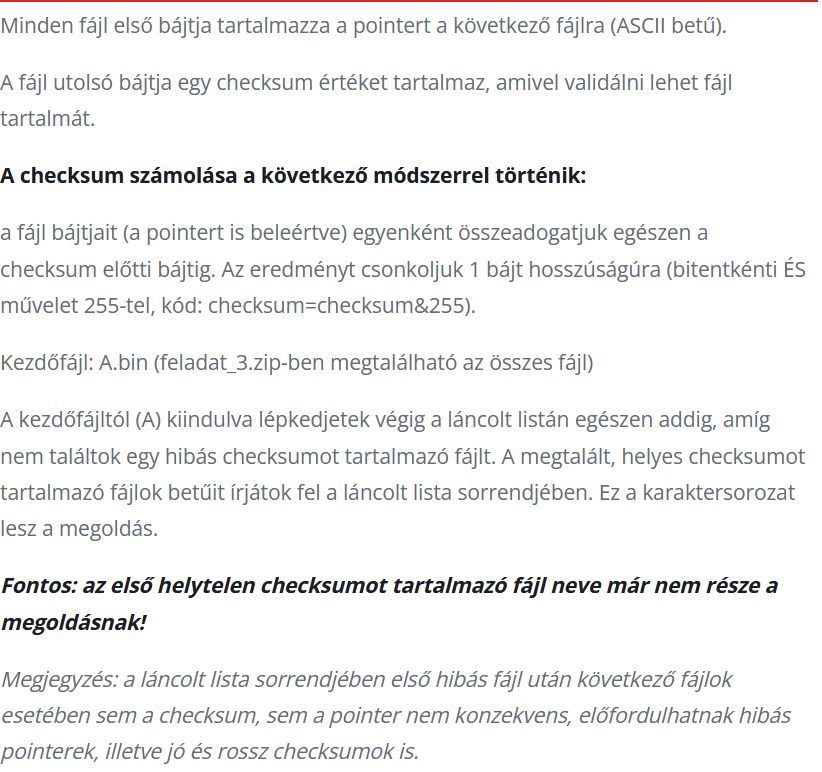 Minden fájl első bájtja tartalmazza a pointert a következő fájlra (ASCII betű).
A fájl utolsó bájtja egy checksum értéket tartalmaz, amivel validálni lehet fájl
tartalmát.
A checksum számolása a következő módszerrel történik:
a fájl bájtjait (a pointert is beleértve) egyenként összeadogatjuk egészen a
checksum előtti bájtig. Az eredményt csonkoljuk 1 bájt hosszúságúra (bitentkénti ÉS
művelet 255-tel, kód: checksum=checksum&255).
Kezdőfájl: A.bin (feladat_3.zip-ben megtalálható az összes fájl)
A kezdőfájltól (A) kiindulva lépkedjetek végig a láncolt listán egészen addig, amíg
nem találtok egy hibás checksumot tartalmazó fájlt. A megtalált, helyes checksumot
tartalmazó fájlok betűit írjátok fel a láncolt lista sorrendjében. Ez a karaktersorozat
lesz a megoldás.
Fontos: az első helytelen checksumot tartalmazó fájl neve már nem része a
megoldásnak!
Megjegyzés: a láncolt lista sorrendjében első hibás fájl után következő fájlok
esetében sem a checksum, sem a pointer nem konzekvens, előfordulhatnak hibás
pointerek, illetve jó és rossz checksumok is.